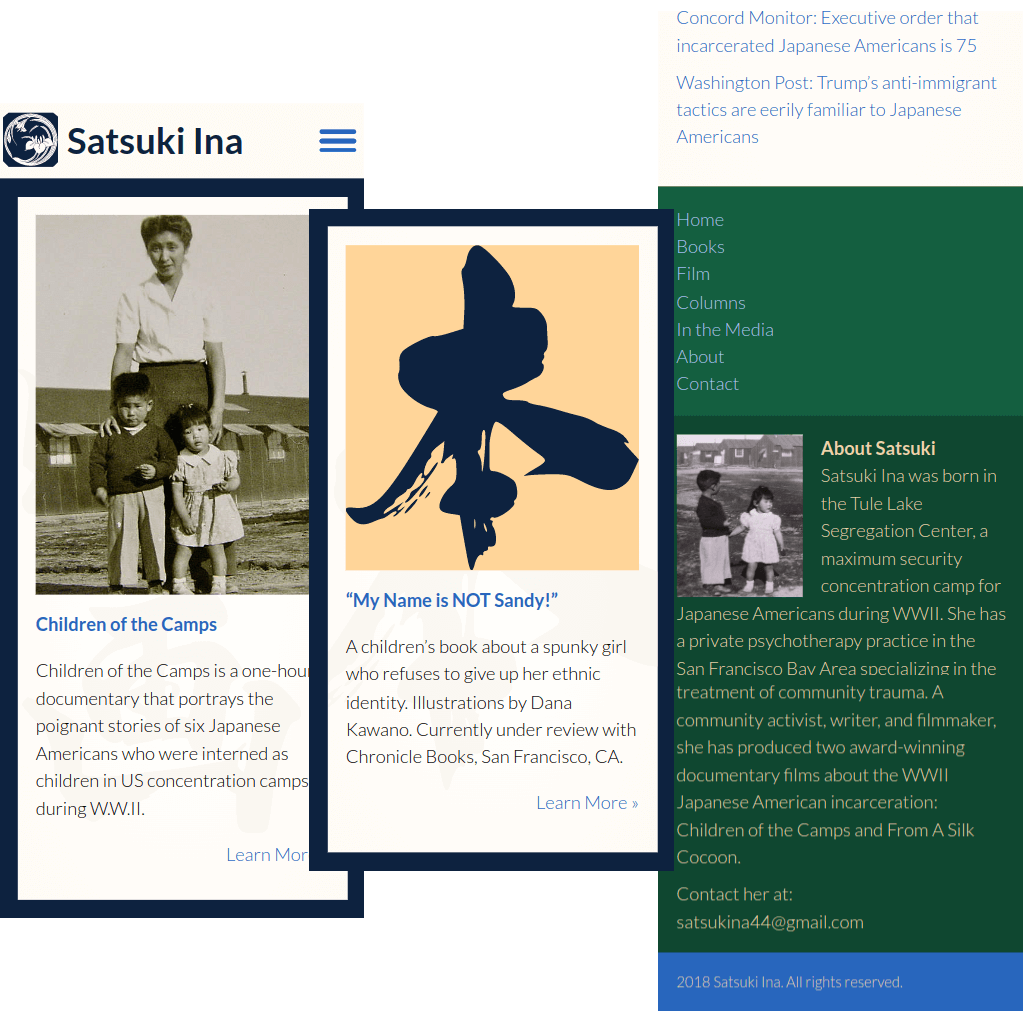 Satsuki Ina
Children of the Camps
Children of the Camps is a one-hour
documentary that portrays the
poignant stories of six Japanese
Americans who were interned as
children in US concentration camps
during W.W.II.
Learn Mor
“My Name is NOT Sandy!”
A children’s book about a spunky girl
who refuses to give up her ethnic
identity. Illustrations by Dana
Kawano. Currently under review with
Chronicle Books, San Francisco, CA.
Learn More »
Concord Monitor: Executive order that
incarcerated Japanese Americans is 75
Washington Post: Trump’s anti-immigrant
tactics are eerily familiar to Japanese
Americans
Home
Books
Film
Columns
In the Media
About
Contact
About Satsuki
Satsuki Ina was born in
the Tule Lake
Segregation Center, a
maximum security
concentration camp for
Japanese Americans during WWII. She has
a private psychotherapy practice in the
San Francisco Bay Area specializing in the
treatment of community trauma. A
community activist, writer, and filmmaker,
she has produced two award-winning
documentary films about the WWII
Japanese American incarceration:
Children of the Camps and From A Silk
Cocoon.
Contact her at:
satsukina44@gmail.com
2018 Satsuki Ina. All rights reserved.